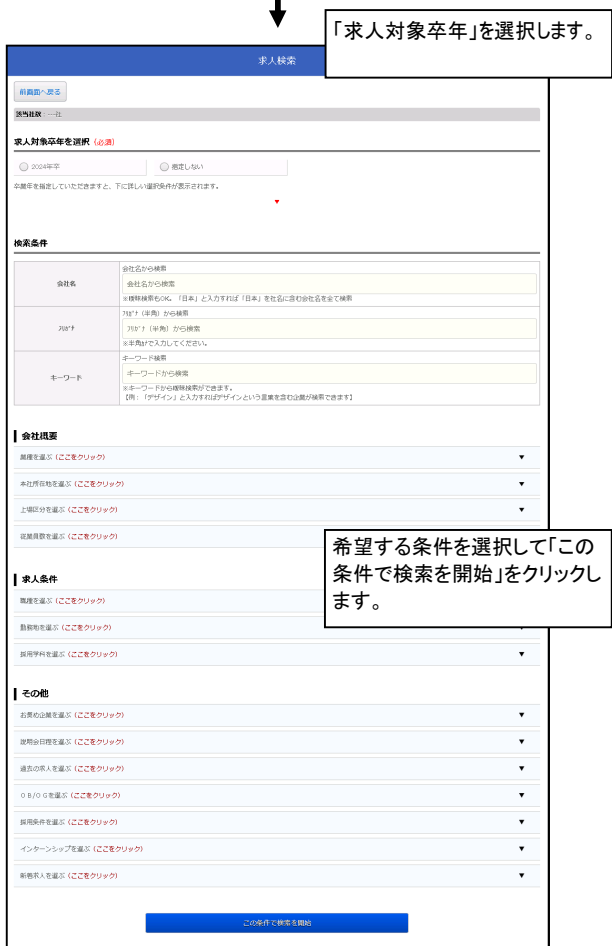 「求人対象卒年」を選択します。
求人検索
前画面へ戻る
該当社数：---社
求人対象卒年を選択（必須）
2024年卒
指定しない
卒業年を指定していただきますと、下に詳しい選択条件が表示されます。
▼
検索条件
会社名
会社名から検索
会社名から検索
※曖昧検索もOK。「日本」と入力すれば「日本」を社名に含む会社名を全て検索
ﾌﾘｶﾞﾅ
ﾌﾘｶﾞﾅ（半角）から検索
ﾌﾘｶﾞﾅ（半角）から検索
※半角ｶﾅで入力してください。
キーワード
キーワード検索
キーワードから検索
※キーワードから曖昧検索ができます。
【例：「デザイン」と入力すればデザインという言葉を含む企業が検索できます】
会社概要
業種を選ぶ（ここをクリック） ▼
本社所在地を選ぶ（ここをクリック） ▼
上場区分を選ぶ（ここをクリック） ▼
従業員数を選ぶ（ここをクリック）
希望する条件を選択して「この
条件で検索を開始」をクリックし
ます。
求人条件
職種を選ぶ（ここをクリック）
勤務地を選ぶ（ここをクリック） ▼
採用学科を選ぶ（ここをクリック） ▼
その他
お奨め企業を選ぶ（ここをクリック） ▼
説明会日程を選ぶ（ここをクリック） ▼
過去の求人を選ぶ（ここをクリック） ▼
ＯＢ/ＯＧを選ぶ（ここをクリック） ▼
採用条件を選ぶ（ここをクリック） ▼
インターンシップを選ぶ（ここをクリック） ▼
新着求人を選ぶ（ここをクリック） ▼
この条件で検索を開始